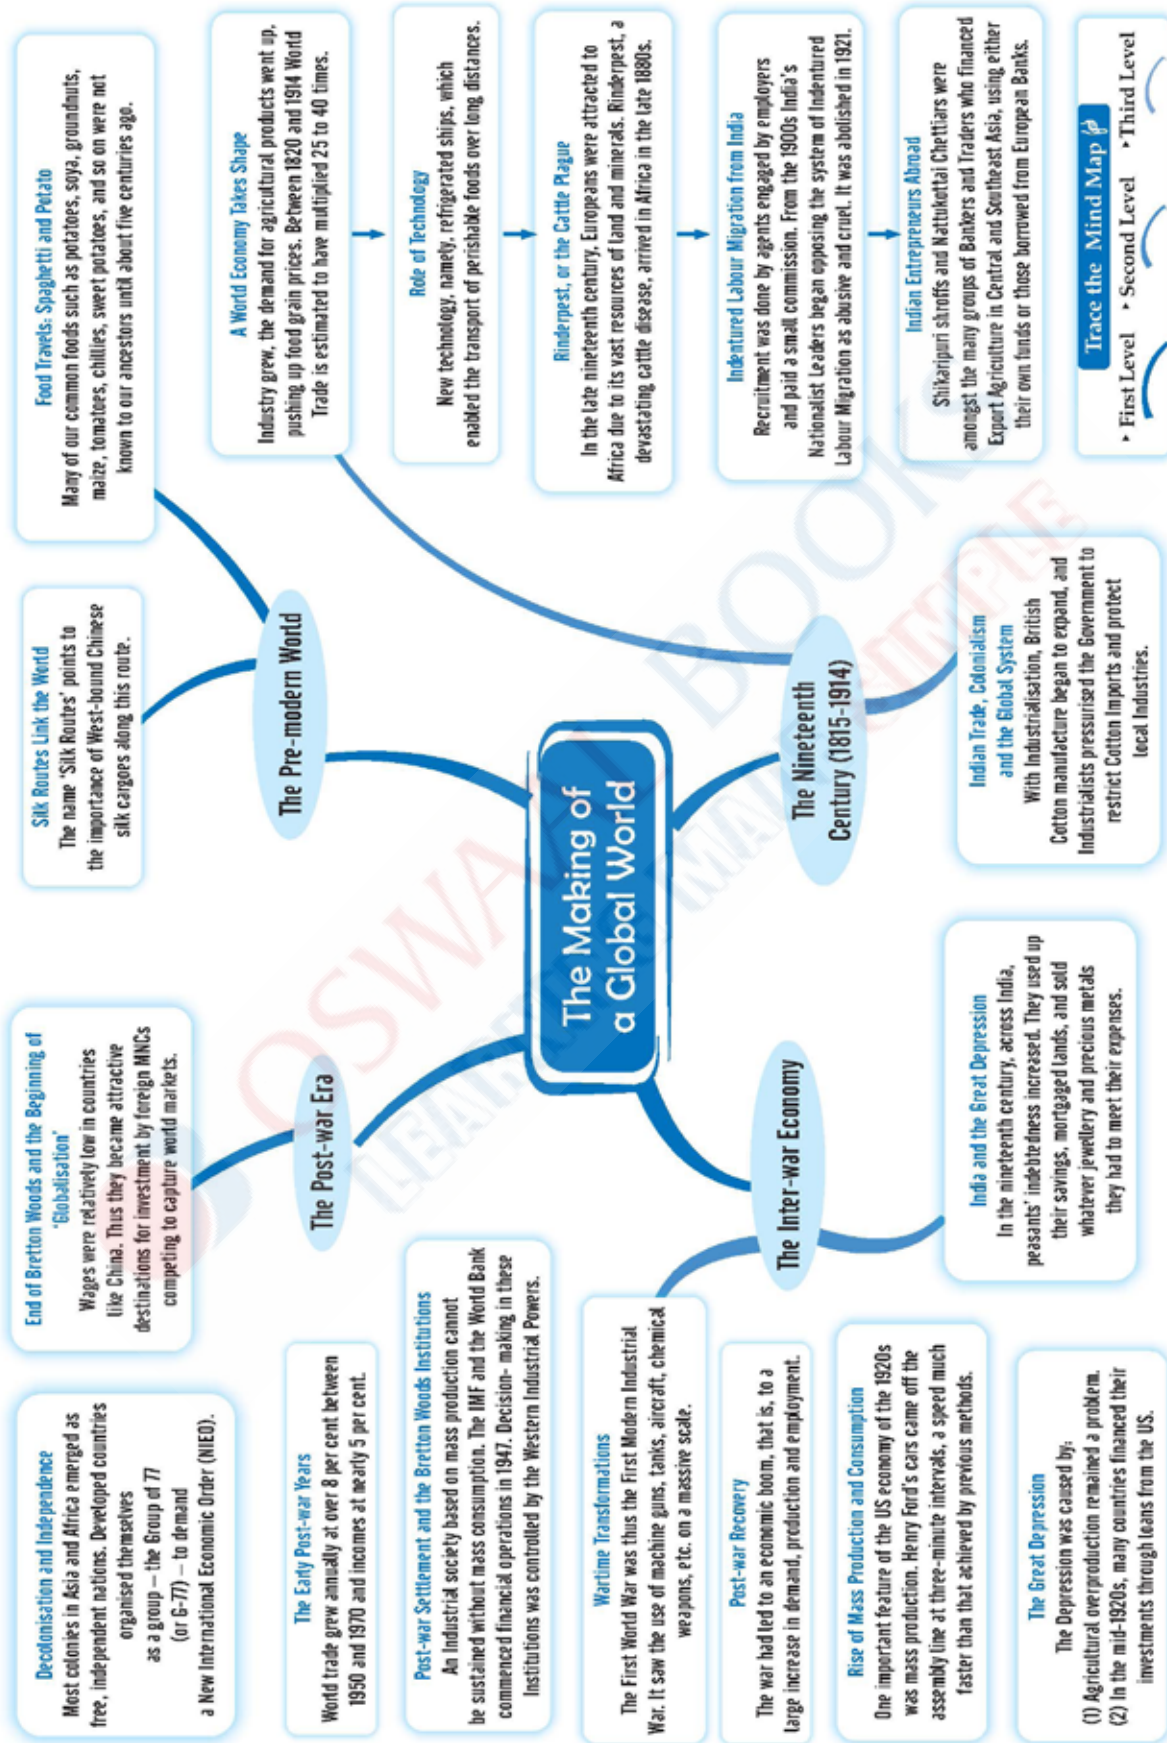 Decolonisation and Independence
Most colonies in Asia and Africa emerged as
free, independent nations. Developed countries
organised themselves
as a group – the Group of 77
(or G-77) – to demand
a New International Economic Order (NIEO).
End of Bretton Woods and the Beginning of
‘Globalisation’
Wages were relatively low in countries
like China. Thus they became attractive
destinations for investment by foreign MNCs
competing to capture world markets.
Silk Routes Link the World
The name ‘Silk Routes’ points to
the importance of West-bound Chinese
silk cargoes along this route.
Food Travels: Spaghetti and Potato
Many of our common foods such as potatoes, soya, groundnuts,
maize, tomatoes, chillies, sweet potatoes, and so on were not
known to our ancestors until about five centuries ago.
The Early Post-war Years
World trade grew annually at over 8 per cent between
1950 and 1970 and incomes at nearly 5 per cent.
The Post-war Era
The Pre-modern World
A World Economy Takes Shape
Industry grew, the demand for agricultural products went up,
pushing up food grain prices. Between 1820 and 1914 World
Trade is estimated to have multiplied 25 to 40 times.
Post-war Settlement and the Bretton Woods Institutions
An Industrial society based on mass production cannot
be sustained without mass consumption. The IMF and the World Bank
commenced financial operations in 1947. Decision- making in these
Institutions was controlled by the Western Industrial Powers.
Role of Technology
New technology, namely, refrigerated ships, which
enabled the transport of perishable foods over long distances.
The Making of
a Global World
Wartime Transformations
The First World War was thus the First Modern Industrial
War. It saw the use of machine guns, tanks, aircraft, chemical
weapons, etc. on a massive scale.
Rinderpest, or the Cattle Plague
In the late nineteenth century, Europeans were attracted to
Africa due to its vast resources of land and minerals. Rinderpest, a
devastating cattle disease, arrived in Africa in the late 1880s.
Post-war Recovery
The war had led to an economic boom, that is, to a
large increase in demand, production and employment.
The Inter-war Economy
The Nineteenth
Century (1815-1914)
Indentured Labour Migration from India
Recruitment was done by agents engaged by employers
and paid a small commission. From the 1900s India's
Nationalist Leaders began opposing the system of Indentured
Labour Migration as abusive and cruel. It was abolished in 1921.
Rise of Mass Production and Consumption
One important feature of the US economy of the 1920s
was mass production. Henry Ford's cars came off the
assembly line at three-minute intervals, a speed much
faster than that achieved by previous methods.
India and the Great Depression
In the nineteenth century, across India,
peasants' indebtedness increased. They used up
their savings, mortgaged lands, and sold
whatever jewellery and precious metals
they had to meet their expenses.
Indian Trade, Colonialism
and the Global System
With Industrialisation, British
Cotton manufacture began to expand, and
Industrialists pressurised the Government to
restrict Cotton Imports and protect
local Industries.
Indian Entrepreneurs Abroad
Shikaripuri shroffs and Nattukottai Chettiars were
amongst the many groups of Bankers and Traders who financed
Export Agriculture in Central and Southeast Asia, using either
their own funds or those borrowed from European Banks.
The Great Depression
The Depression was caused by:
(1) Agricultural overproduction remained a problem.
(2) In the mid-1920s, many countries financed their
investments through loans from the US.
Trace the Mind Map
First Level
Second Level
Third Level
OSWAAL BOOKS
LEARNING MADE SIMPLE